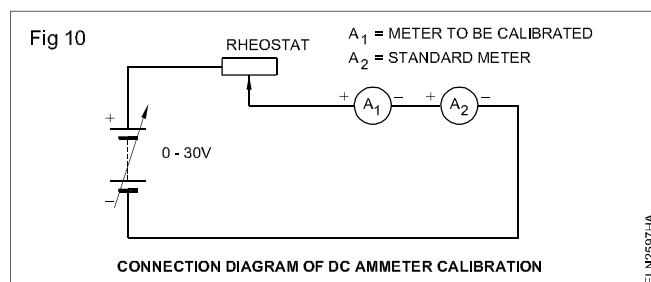 Fig 10
RHEOSTAT
A1 = METER TO BE CALIBRATED
A2 = STANDARD METER
+ A1 - + A2 -
+
0 - 30V
–
CONNECTION DIAGRAM OF DC AMMETER CALIBRATION
ELN2597HA